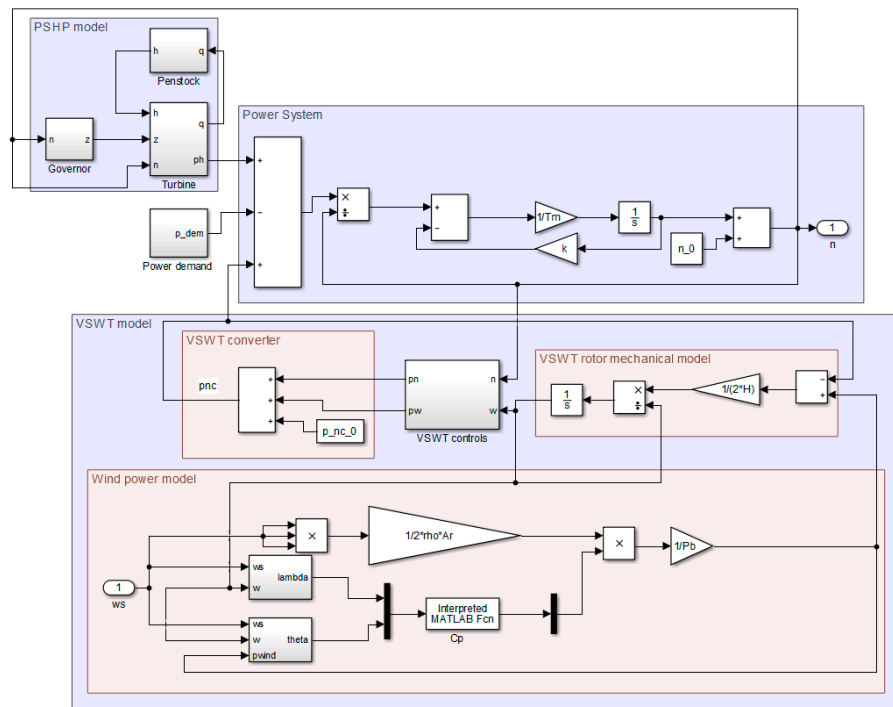 PSHP model
h
q
Penstock
h
q
n
z
z
Governor
n
ph
Turbine
Power System
+
−
+
p_dem
Power demand
×
÷
+
−
1/Tm
1
s
k
n_0
+
+
1
n
VSWT model
VSWT converter
pnc
+
+
+
p_nc_0
pn
n
pw
w
VSWT controls
VSWT rotor mechanical model
1
s
×
÷
1/(2*H)
−
+
Wind power model
×
1/2*rho*Ar
×
1/Pb
1
ws
ws
lambda
w
ws
w
theta
pwind
Interpreted
MATLAB Fcn
Cp